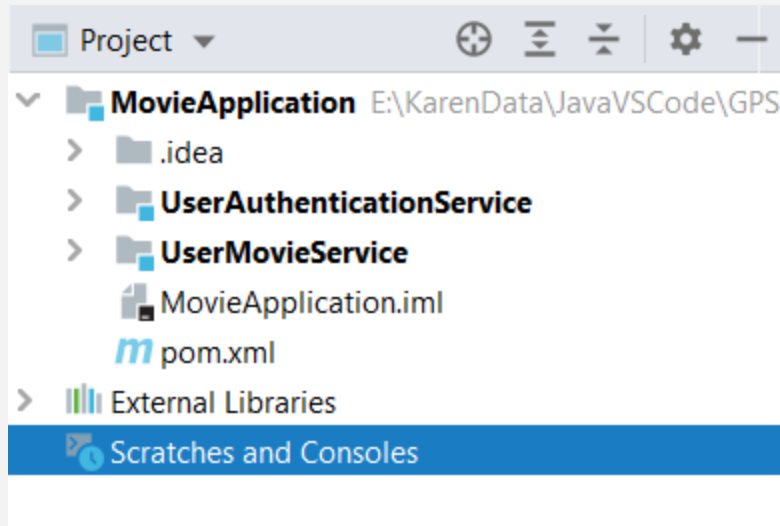 Project
MovieApplication E:\KarenData\JavaVSCode\GPS
.idea
UserAuthenticationService
UserMovieService
MovieApplication.iml
m pom.xml
External Libraries
Scratches and Consoles